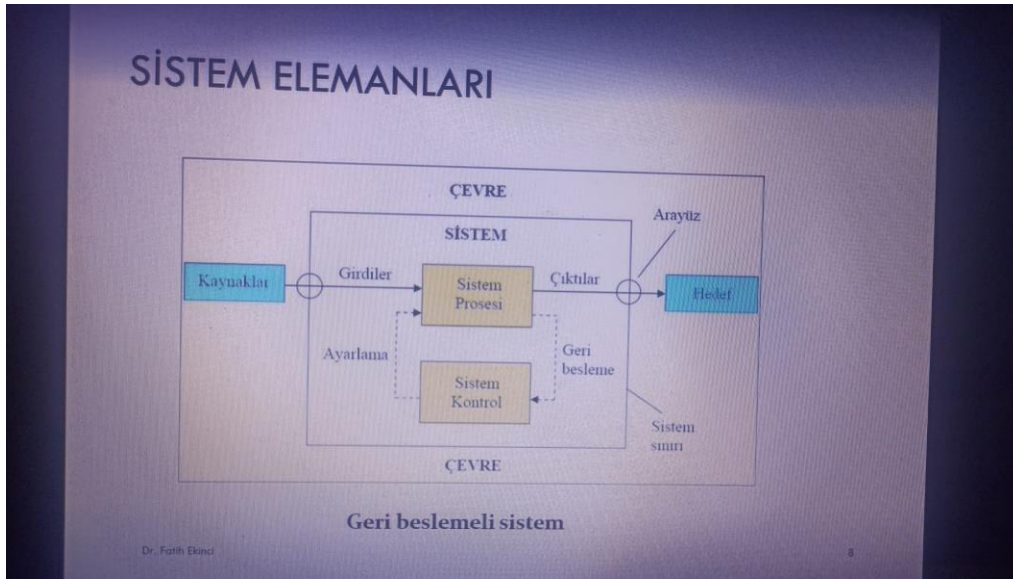 SİSTEM ELEMANLARI
ÇEVRE
Arayüz
SİSTEM
Kaynaklar
Girdiler
Sistem
Prosesi
Çıktılar
Hedef
Ayarlama
Geri
besleme
Sistem
Kontrol
Sistem
sınırı
ÇEVRE
Geri beslemeli sistem
Dr. Fatih Ekinci
8